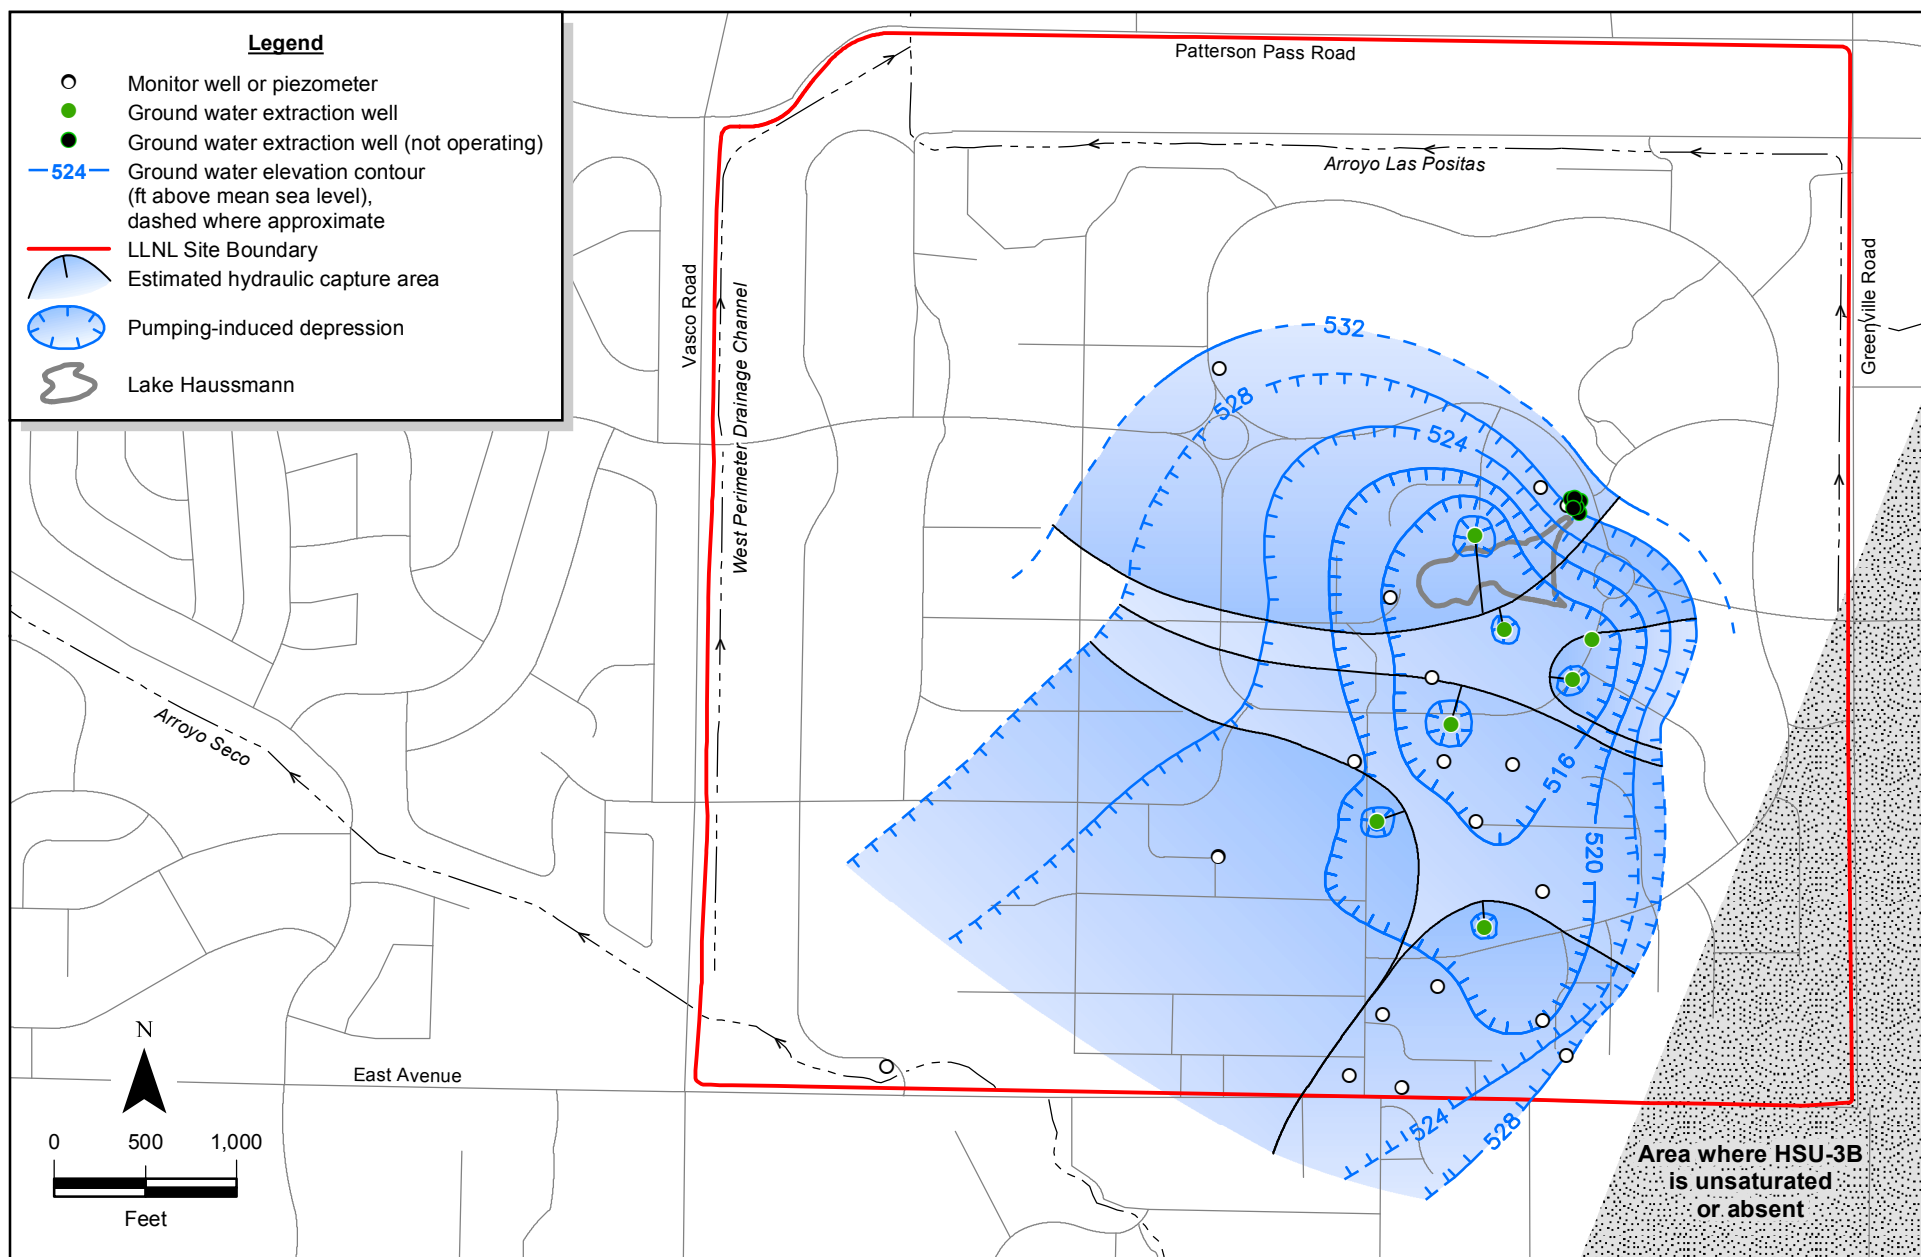 Legend
Monitor well or piezometer
Ground water extraction well
Ground water extraction well (not operating)
524
Ground water elevation contour
(ft above mean sea level),
dashed where approximate
LLNL Site Boundary
Estimated hydraulic capture area
Pumping-induced depression
Lake Haussmann
Patterson Pass Road
Arroyo Las Positas
Vasco Road
West Perimeter Drainage Channel
Greenville Road
532
528
524
516
520
Arroyo Seco
East Avenue
N
0 500 1,000
Feet
524
528
Area where HSU-3B
is unsaturated
or absent